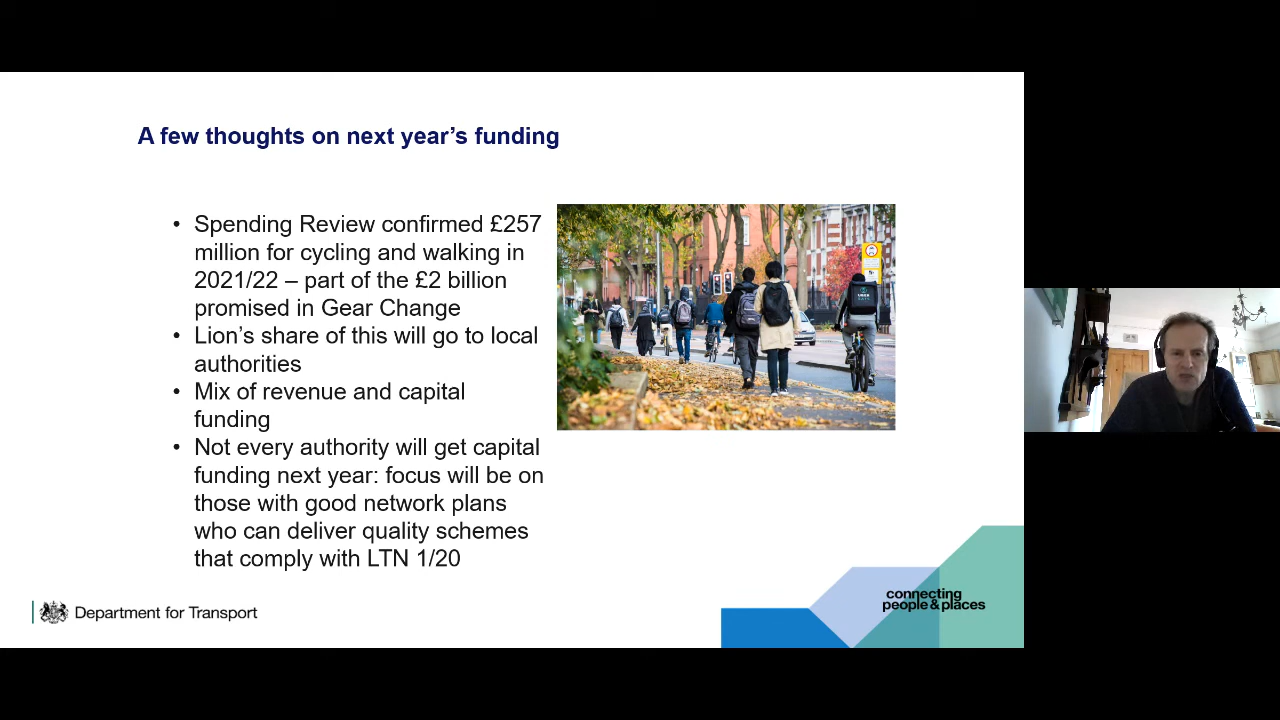 A few thoughts on next year's funding
• Spending Review confirmed £257
million for cycling and walking in
2021/22 – part of the £2 billion
promised in Gear Change
• Lion's share of this will go to local
authorities
• Mix of revenue and capital
funding
• Not every authority will get capital
funding next year: focus will be on
those with good network plans
who can deliver quality schemes
that comply with LTN 1/20
Department for Transport
connecting
people & places